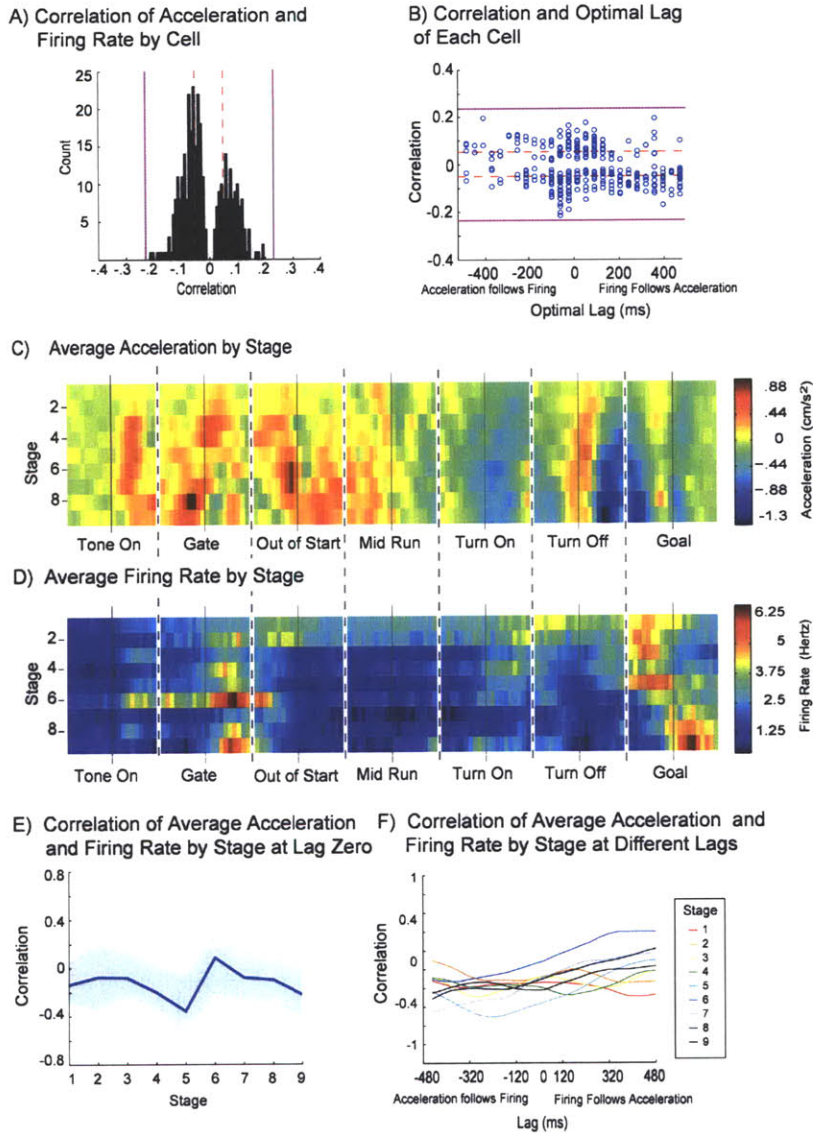 A) Correlation of Acceleration and
Firing Rate by Cell
25
20
15
10
5
Count
-.4 -.3 -.2 -.1 0 .1 .2 .3 .4
Correlation
B) Correlation and Optimal Lag
of Each Cell
0.4
0.2
0
-0.2
0.4
Correlation
-400 -200 0 200 400
Acceleration follows Firing Firing Follows Acceleration
Optimal Lag (ms)
C) Average Acceleration by Stage
2
4
6
8
Stage
Tone On Gate Out of Start Mid Run Turn On Turn Off Goal
.88
.44
0
-.44
-.88
-1.3
Acceleration (cm/s²)
D) Average Firing Rate by Stage
2
4
6
8
Stage
Tone On Gate Out of Start Mid Run Turn On Turn Off Goal
6.25
5
3.75
2.5
1.25
Firing Rate (Hertz)
E) Correlation of Average Acceleration
and Firing Rate by Stage at Lag Zero
0.8
0.4
0
-0.4
-0.8
Correlation
1 2 3 4 5 6 7 8 9
Stage
F) Correlation of Average Acceleration and
Firing Rate by Stage at Different Lags
1
0.4
0
-0.4
-1
Correlation
-480 -320 -120 0 120 320 480
Acceleration follows Firing Firing Follows Acceleration
Lag (ms)
Stage
1
2
3
4
5
6
7
8
9